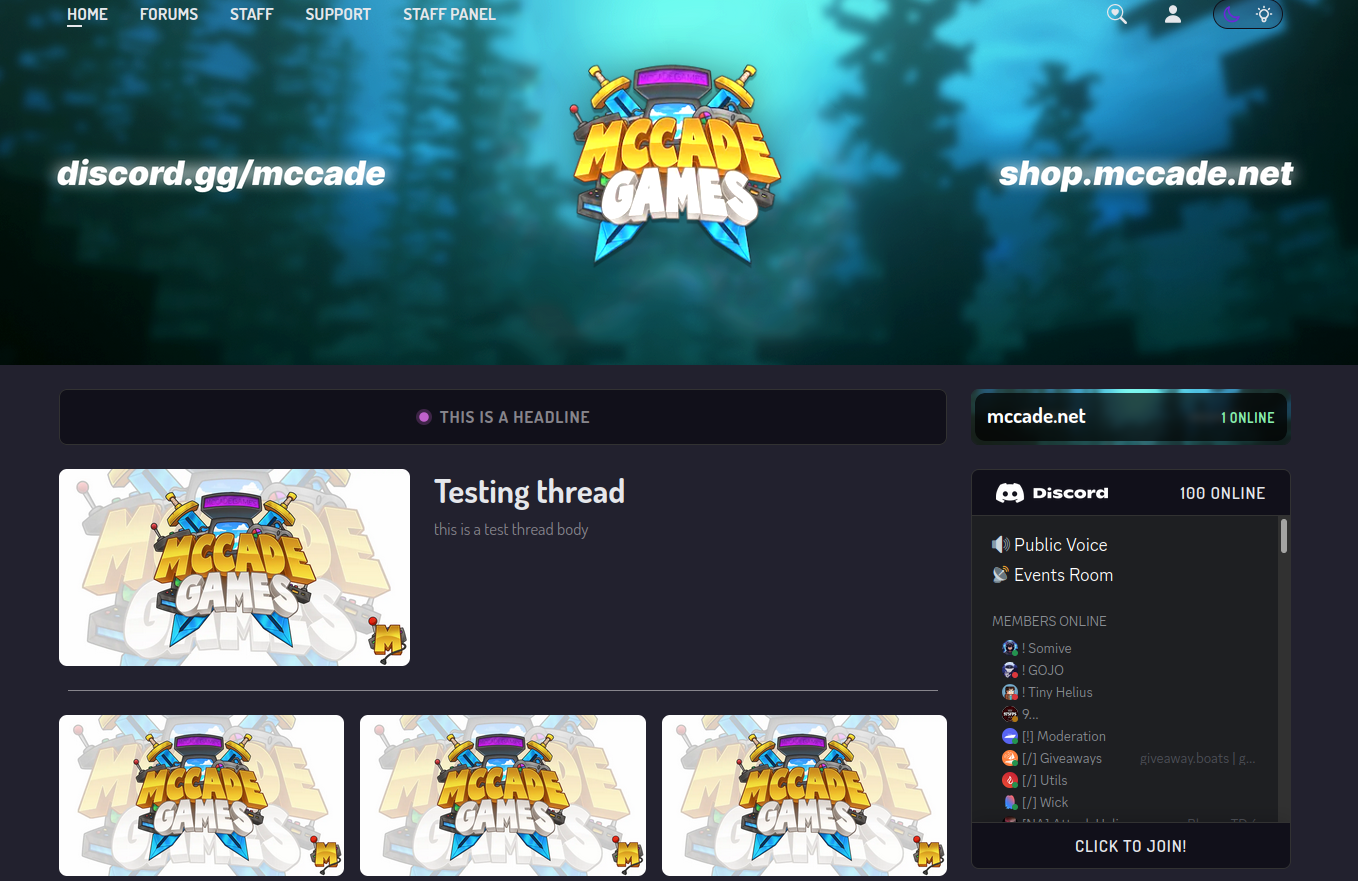 HOME FORUMS STAFF SUPPORT STAFF PANEL
MCCADE
GAMES
discord.gg/mccade
shop.mccade.net
THIS IS A HEADLINE
mccade.net
1 ONLINE
MCCADE
GAMES
M
Testing thread
this is a test thread body
Discord
100 ONLINE
Public Voice
Events Room
MEMBERS ONLINE
! Somive
! GOJO
! Tiny Helius
9...
[!] Moderation
[/] Giveaways giveaway.boats | g...
[/] Utils
[/] Wick
CLICK TO JOIN!
MCCADE
GAMES
M
MCCADE
GAMES
M
MCCADE
GAMES
M